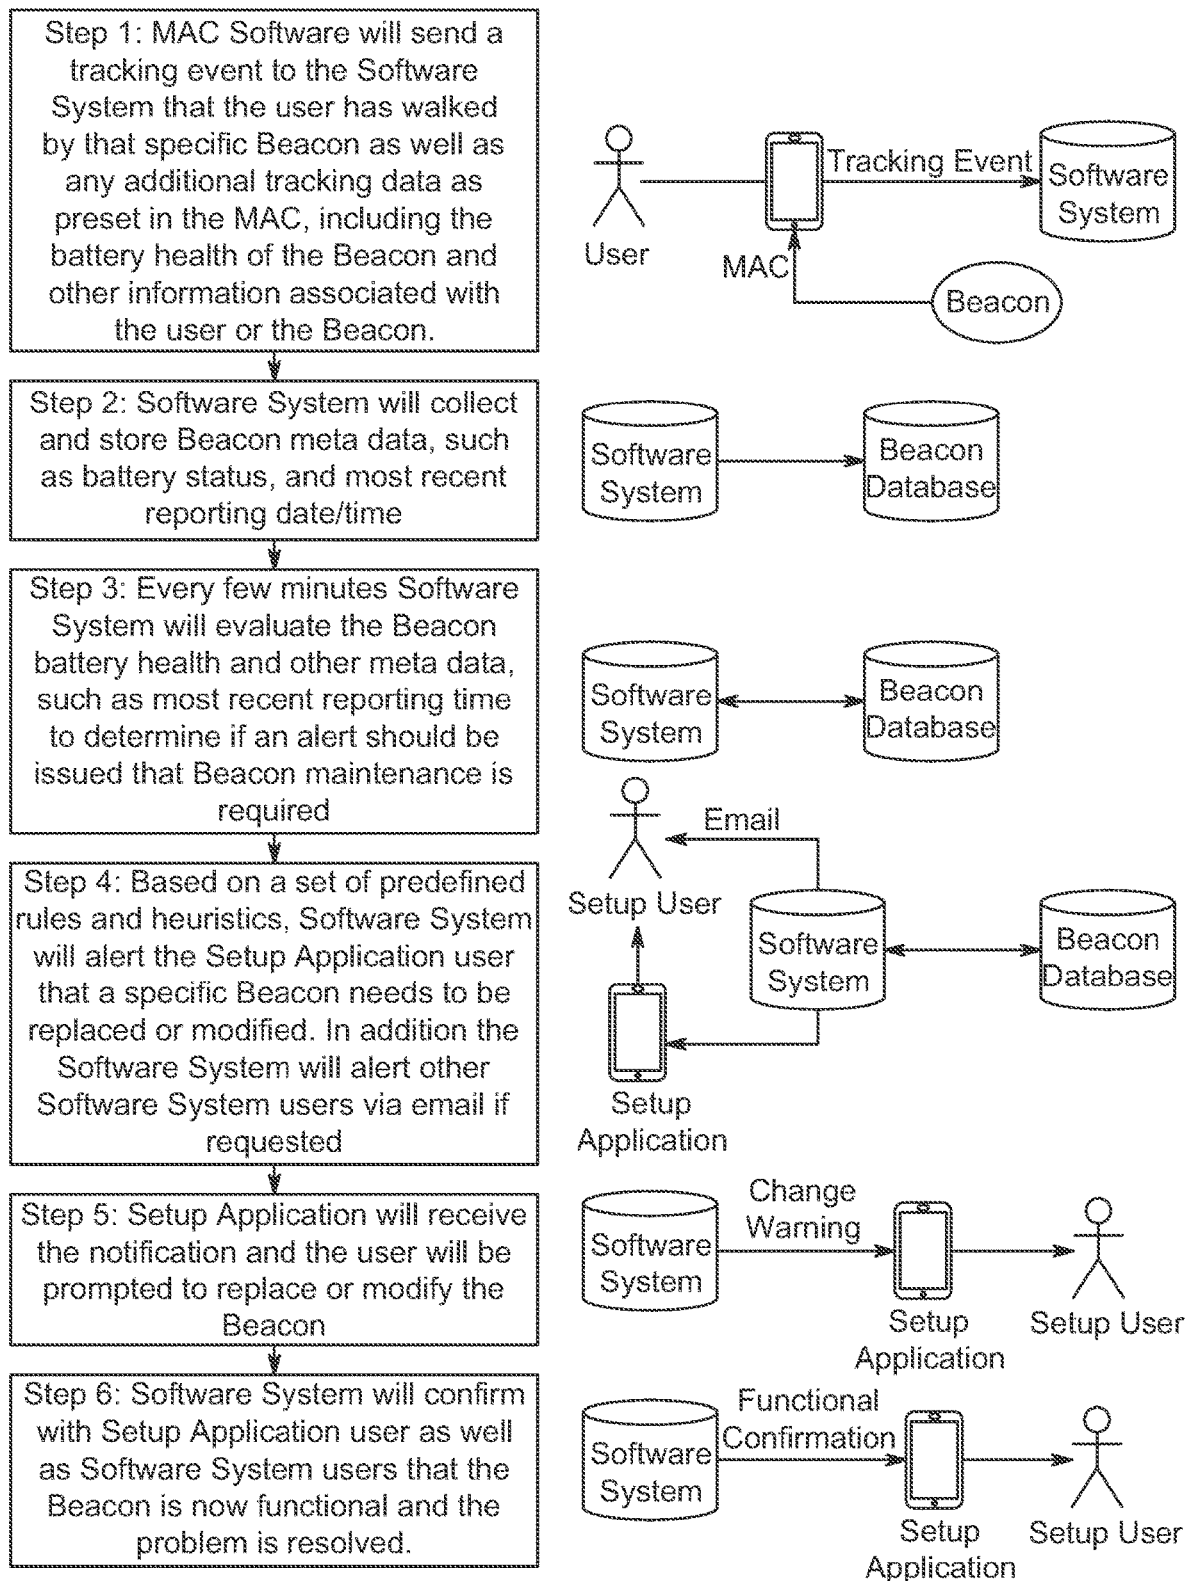 Step 1: MAC Software will send a
tracking event to the Software
System that the user has walked
by that specific Beacon as well as
any additional tracking data as
preset in the MAC, including the
battery health of the Beacon and
other information associated with
the user or the Beacon.
User
MAC
Tracking Event
Software
System
Beacon
Step 2: Software System will collect
and store Beacon meta data, such
as battery status, and most recent
reporting date/time
Software
System
Beacon
Database
Step 3: Every few minutes Software
System will evaluate the Beacon
battery health and other meta data,
such as most recent reporting time
to determine if an alert should be
issued that Beacon maintenance is
required
Software
System
Beacon
Database
Step 4: Based on a set of predefined
rules and heuristics, Software System
will alert the Setup Application user
that a specific Beacon needs to be
replaced or modified. In addition the
Software System will alert other
Software System users via email if
requested
Email
Setup User
Software
System
Beacon
Database
Setup
Application
Step 5: Setup Application will receive
the notification and the user will be
prompted to replace or modify the
Beacon
Software
System
Change
Warning
Setup
Application
Setup User
Step 6: Software System will confirm
with Setup Application user as well
as Software System users that the
Beacon is now functional and the
problem is resolved.
Software
System
Functional
Confirmation
Setup
Application
Setup User